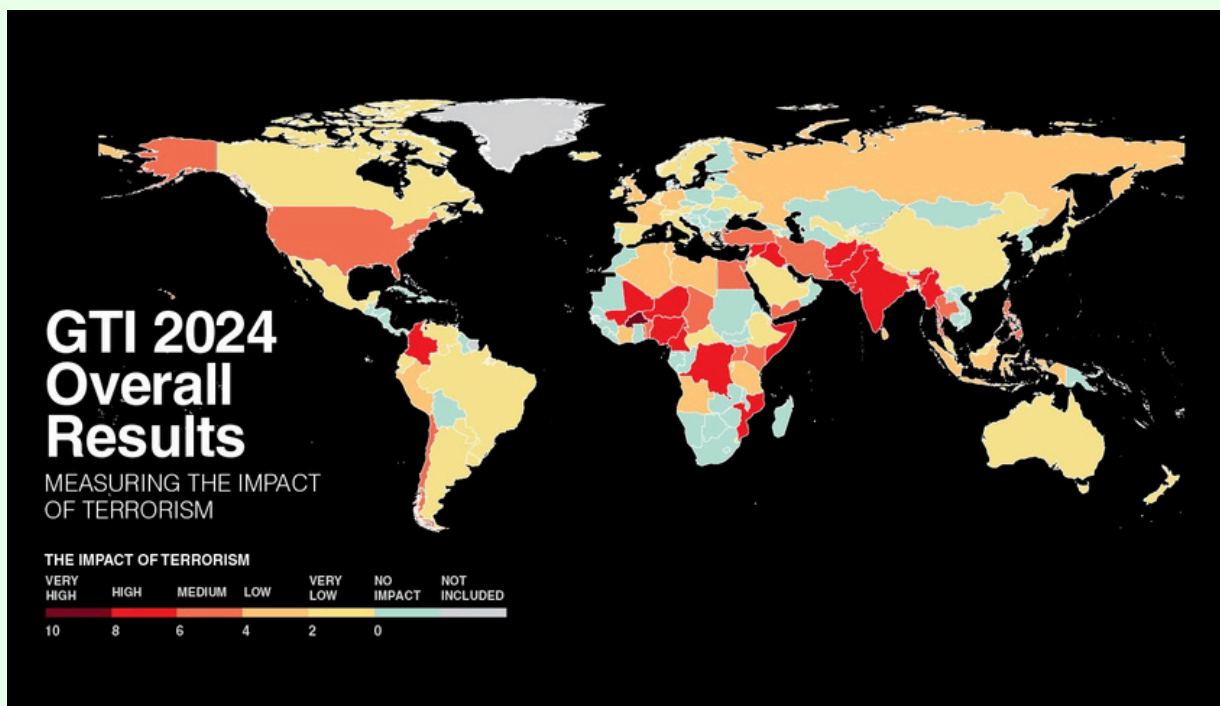 GTI 2024
Overall
Results
MEASURING THE IMPACT
OF TERRORISM
THE IMPACT OF TERRORISM
VERY HIGH HIGH MEDIUM LOW VERY LOW NO IMPACT NOT INCLUDED
10 8 6 4 2 0